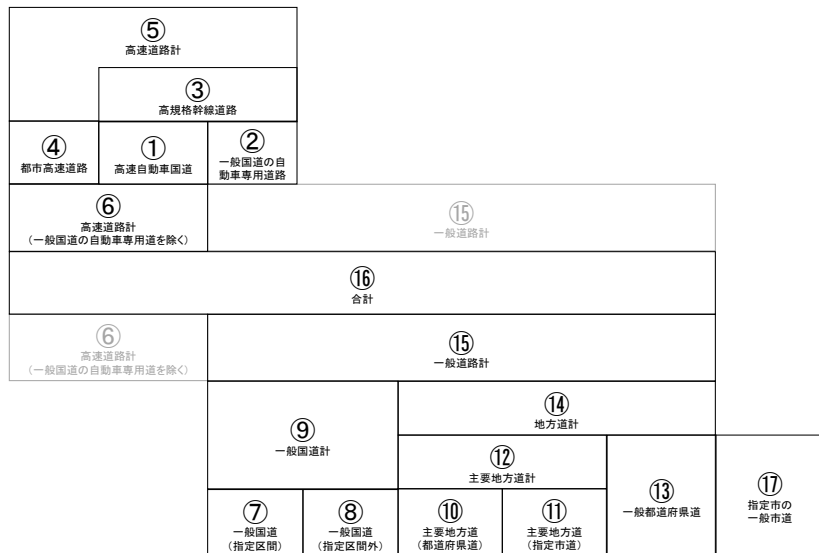 ⑤
高速道路計
③
高規格幹線道路
④
都市高速道路
①
高速自動車国道
②
一般国道の自
動車専用道路
⑥
高速道路計
(一般国道の自動車専用道を除く)
⑮
一般道路計
⑯
合計
⑥
高速道路計
(一般国道の自動車専用道を除く)
⑮
一般道路計
⑨
一般国道計
⑭
地方道計
⑫
主要地方道計
⑦
一般国道
(指定区間)
⑧
一般国道
(指定区間外)
⑩
主要地方道
(都道府県道)
⑪
主要地方道
(指定市道)
⑬
一般都道府県道
⑰
指定市の
一般市道